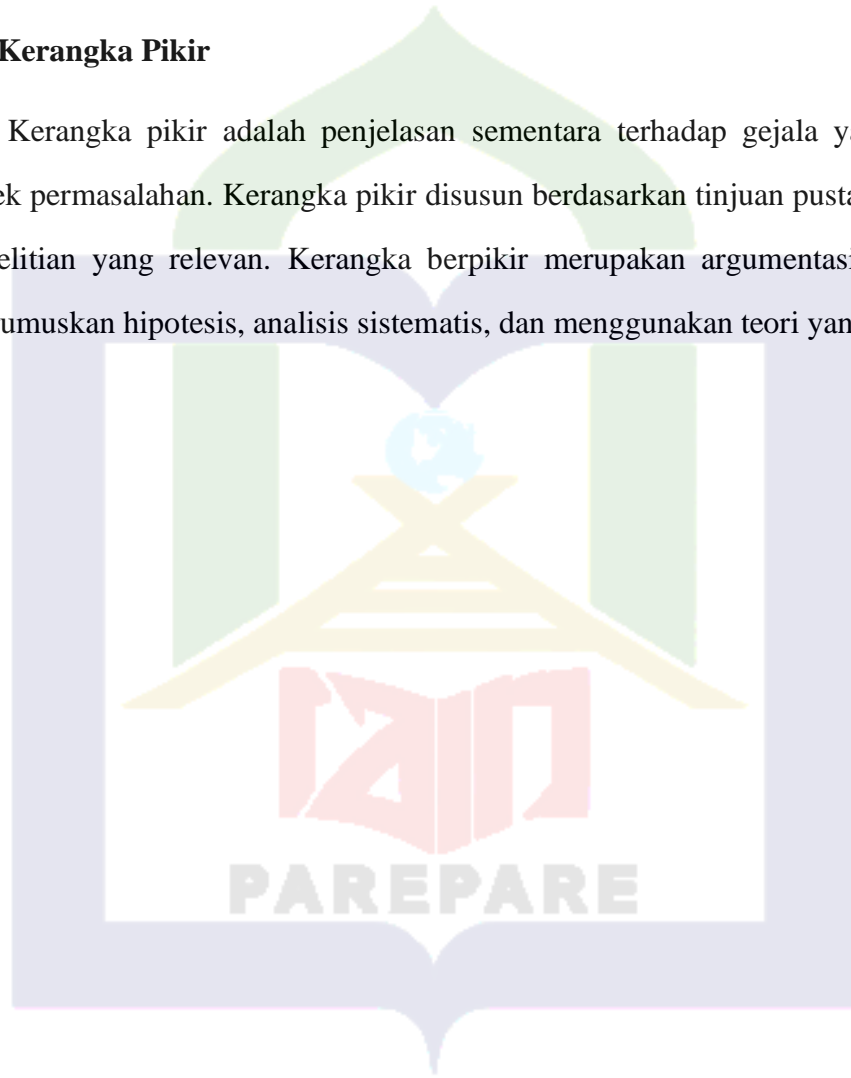 Kerangka Pikir
Kerangka pikir adalah penjelasan sementara terhadap gejala ya
ek permasalahan. Kerangka pikir disusun berdasarkan tinjuan pusta
elitian yang relevan. Kerangka berpikir merupakan argumentasi
umuskan hipotesis, analisis sistematis, dan menggunakan teori yan
iain
PAREPARE